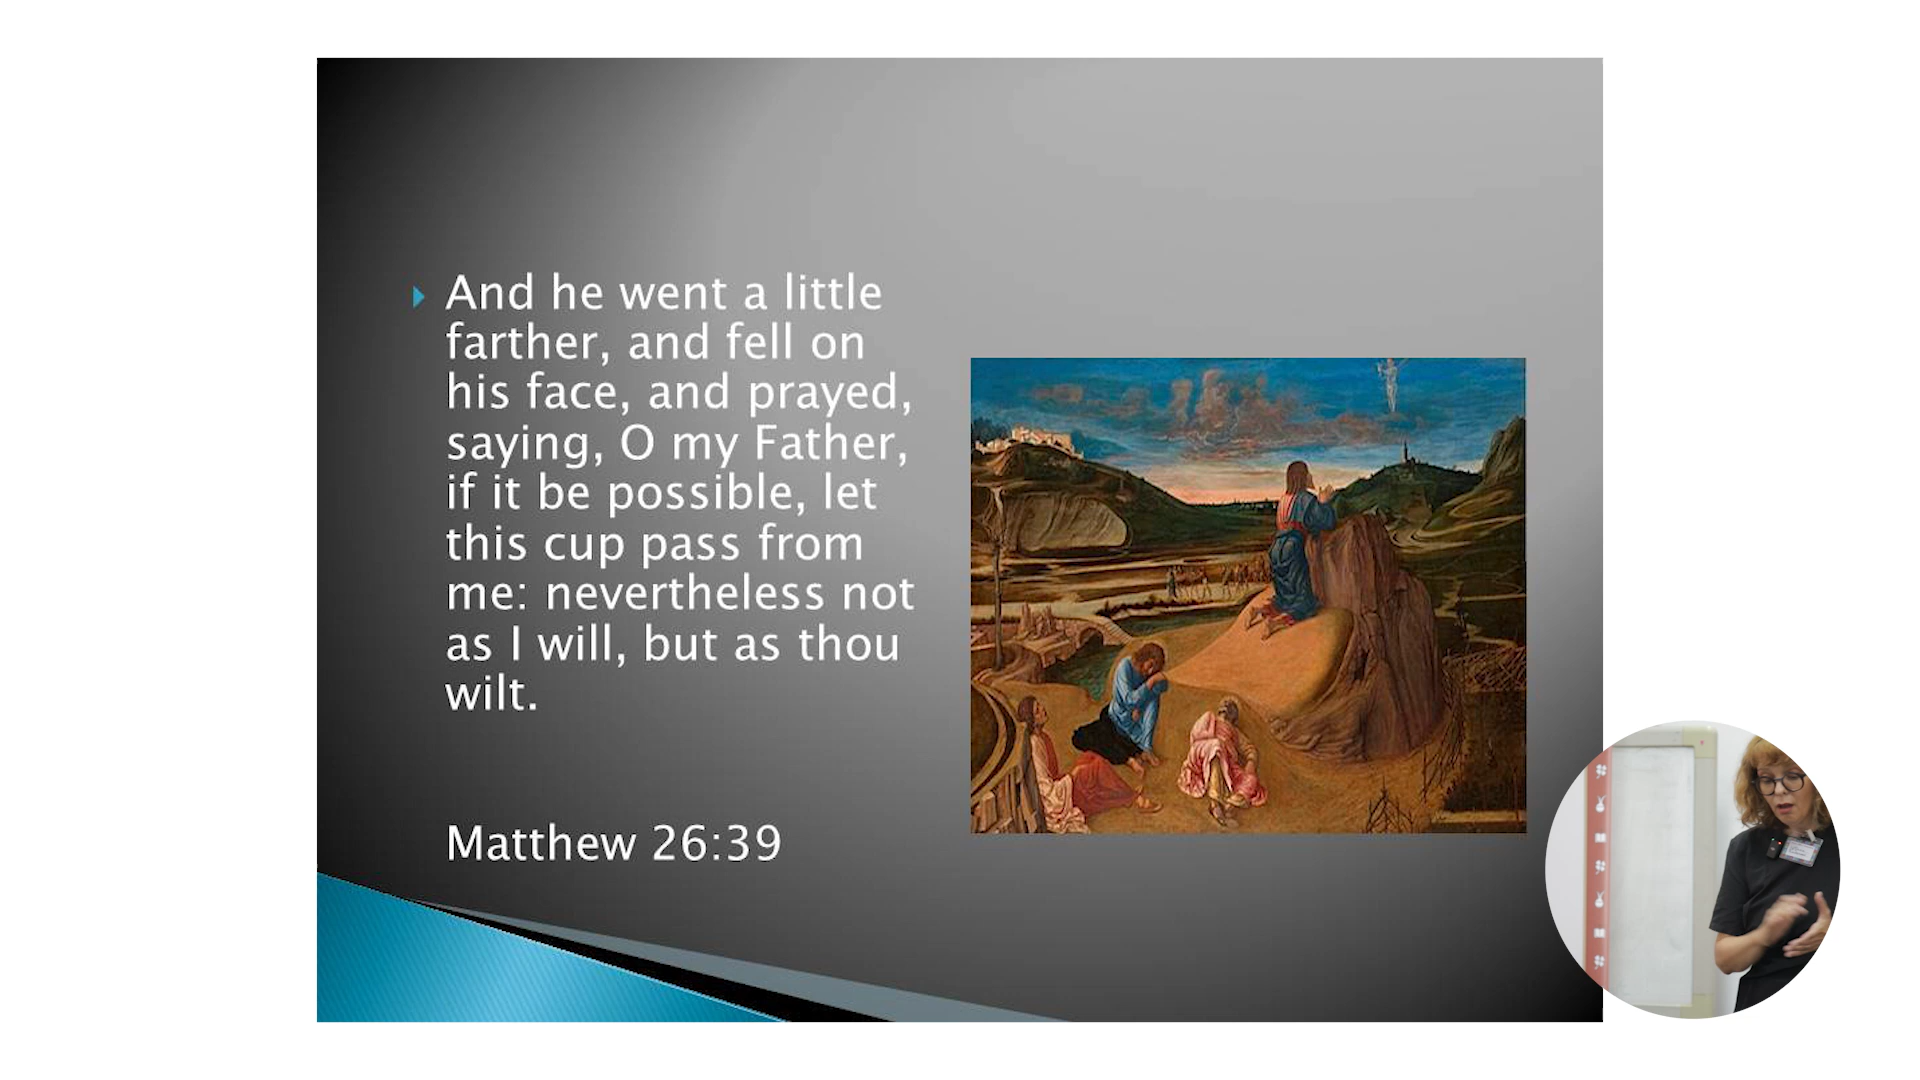 And he went a little
farther, and fell on
his face, and prayed,
saying, O my Father,
if it be possible, let
this cup pass from
me: nevertheless not
as I will, but as thou
wilt.
Matthew 26:39